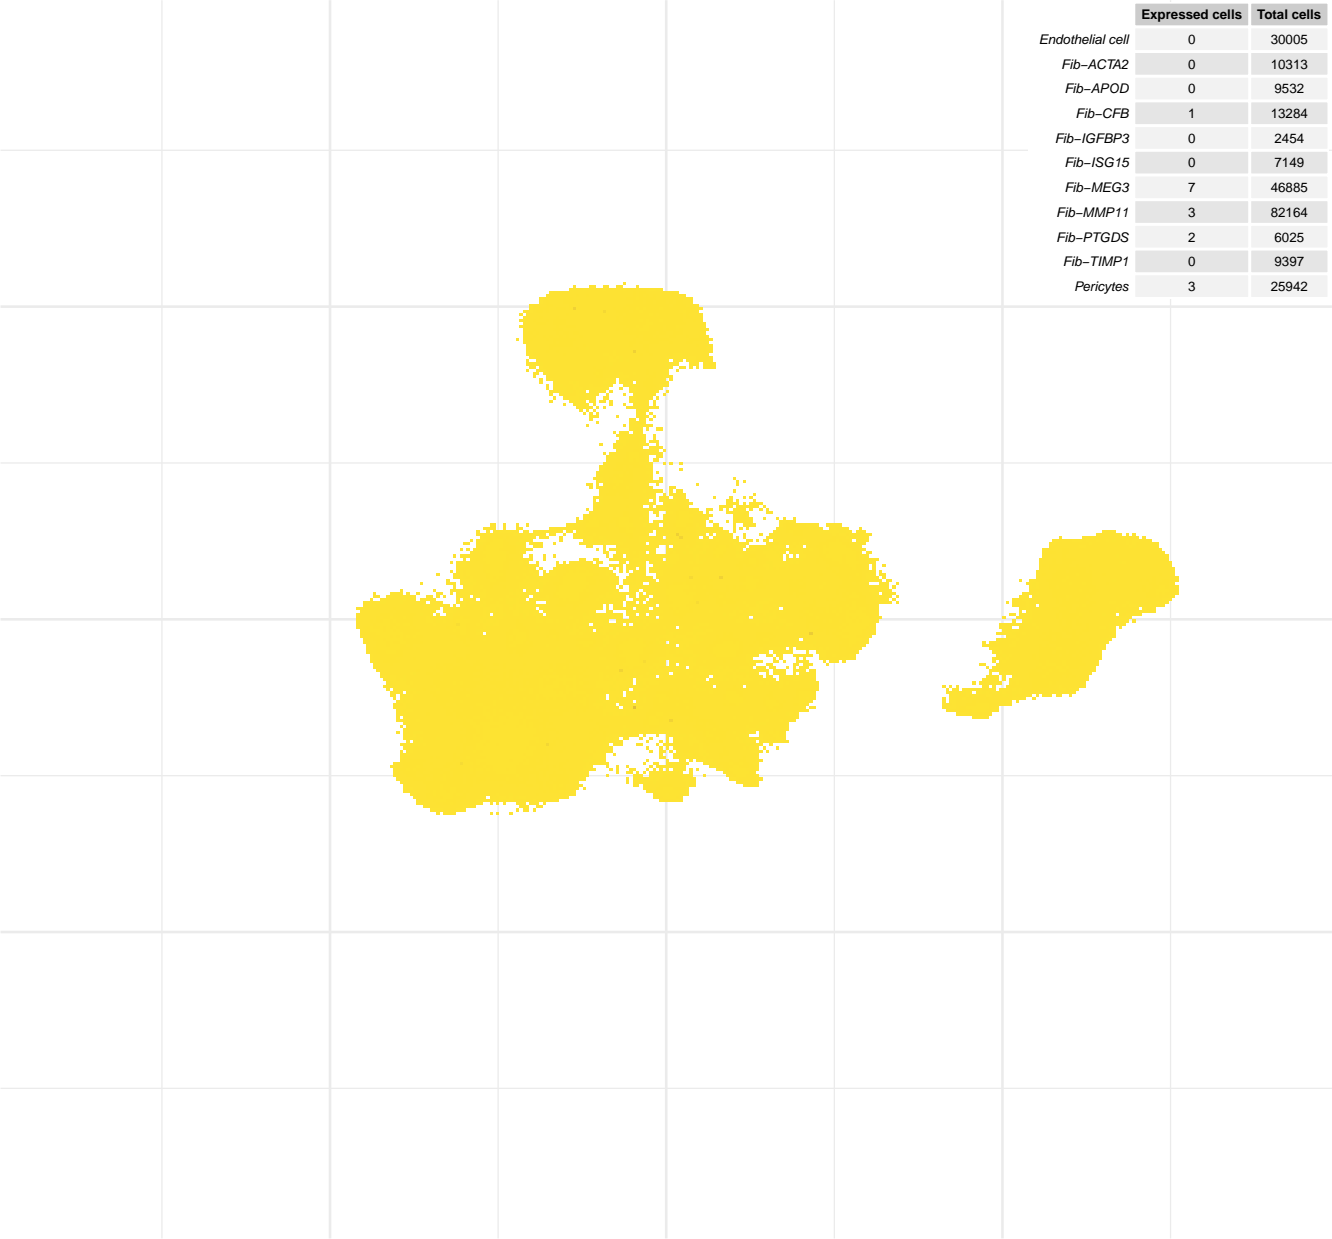 Expressed cells Total cells
Endothelial cell 0 30005
Fib−ACTA2 0 10313
Fib−APOD 0 9532
Fib−CFB 1 13284
Fib−IGFBP3 0 2454
Fib−ISG15 0 7149
Fib−MEG3 7 46885
Fib−MMP11 3 82164
Fib−PTGDS 2 6025
Fib−TIMP1 0 9397
Pericytes 3 25942